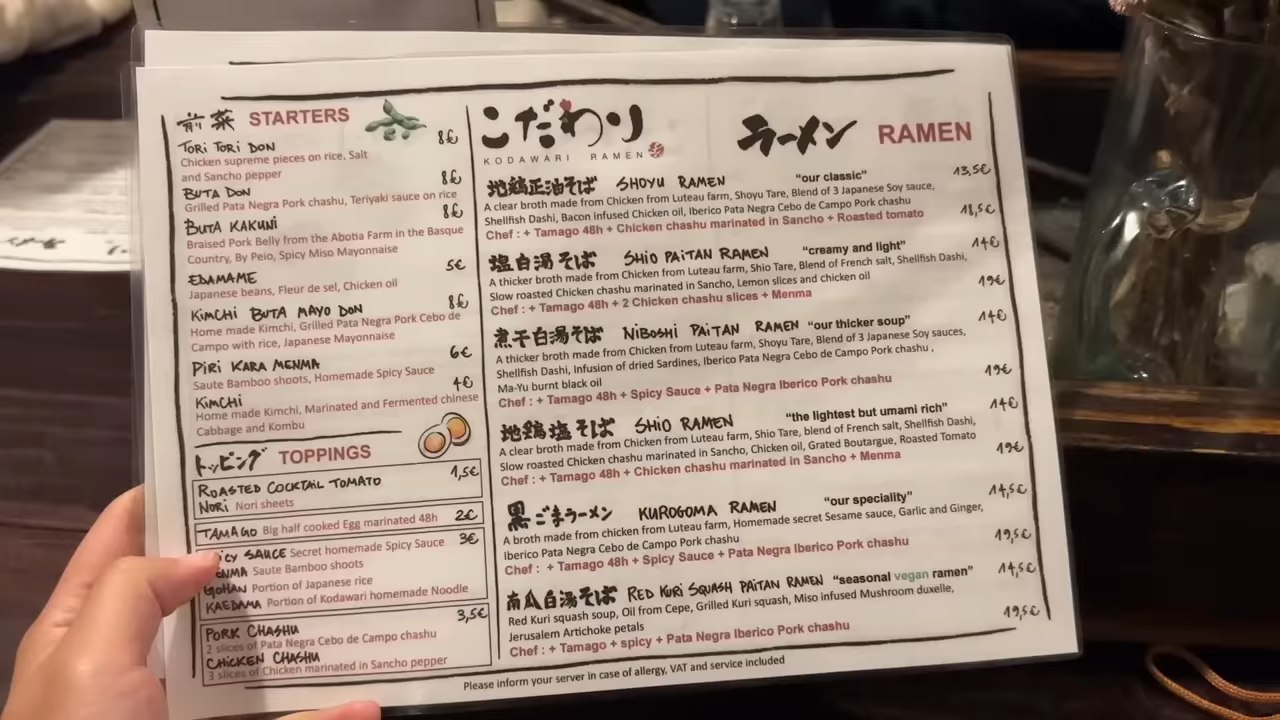 前菜 STARTERS
TORI TORI DON 8€
Chicken supreme pieces on rice, Salt
and Sancho pepper
BUTA DON 8€
Grilled Pata Negra Pork chashu, Teriyaki sauce on rice
BUTA KAKUNI 8€
Braised Pork Belly from the Abotia Farm in the Basque
Country, By Peio, Spicy Miso Mayonnaise
EDAMAME 5€
Japanese beans, Fleur de sel, Chicken oil
KIMCHI BUTA MAYO DON 8€
Home made Kimchi, Grilled Pata Negra Pork Cebo de
Campo with rice, Japanese Mayonnaise
PIRI KARA MENMA 6€
Saute Bamboo shoots, Homemade Spicy Sauce
KIMCHI 4€
Home made Kimchi, Marinated and Fermented chinese
Cabbage and Kombu
トッピング TOPPINGS
ROASTED COCKTAIL TOMATO 1,5€
NORI Nori sheets
TAMAGO Big half cooked Egg marinated 48h 2€
SAUCE Secret homemade Spicy Sauce 3€
Saute Bamboo shoots
GOHAN Portion of Japanese rice
KAEDAMA Portion of Kodawari homemade Noodle
PORK CHASHU 3,5€
2 slices of Pata Negra Cebo de Campo chashu
CHICKEN CHASHU
3 slices of Chicken marinated in Sancho pepper
こだわり
KODAWARI RAMEN
ラーメン RAMEN
地鶏正油そば SHOYU RAMEN "our classic" 13,5€
A clear broth made from Chicken from Luteau farm, Shoyu Tare, Blend of 3 Japanese Soy sauce,
Shellfish Dashi, Bacon infused Chicken oil, Iberico Pata Negra Cebo de Campo Pork chashu
Chef : + Tamago 48h + Chicken chashu marinated in Sancho + Roasted tomato 18,5€
塩白湯そば SHIO PAITAN RAMEN "creamy and light" 14€
A thicker broth made from Chicken from Luteau farm, Shio Tare, Blend of French salt, Shellfish Dashi,
Slow roasted Chicken chashu marinated in Sancho, Lemon slices and chicken oil
Chef : + Tamago 48h + 2 Chicken chashu slices + Menma 19€
煮干白湯そば NIBOSHI PAITAN RAMEN "our thicker soup" 14€
A thicker broth made from Chicken from Luteau farm, Shoyu Tare, Blend of 3 Japanese Soy sauces,
Shellfish Dashi, Infusion of dried Sardines, Iberico Pata Negra Cebo de Campo Pork chashu ,
Ma-Yu burnt black oil
Chef : + Tamago 48h + Spicy Sauce + Pata Negra Iberico Pork chashu 19€
地鶏塩そば SHIO RAMEN "the lightest but umami rich" 14€
A clear broth made from Chicken from Luteau farm, Shio Tare, blend of French salt, Shellfish Dashi,
Slow roasted Chicken chashu marinated in Sancho, Chicken oil, Grated Boutargue, Roasted Tomato
Chef : + Tamago 48h + Chicken chashu marinated in Sancho + Menma 19€
黒ごまラーメン KUROGOMA RAMEN "our speciality" 14,5€
A broth made from chicken from Luteau farm, Homemade secret Sesame sauce, Garlic and Ginger,
Iberico Pata Negra Cebo de Campo Pork chashu
Chef : + Tamago 48h + Spicy Sauce + Pata Negra Iberico Pork chashu 19,5€
南瓜白湯そば RED KURI SQUASH PAITAN RAMEN "seasonal vegan ramen" 14,5€
Red Kuri squash soup, Oil from Cepe, Grilled Kuri squash, Miso infused Mushroom duxelle,
Jerusalem Artichoke petals
Chef : + Tamago + spicy + Pata Negra Iberico Pork chashu 19,5€
Please inform your server in case of allergy, VAT and service included